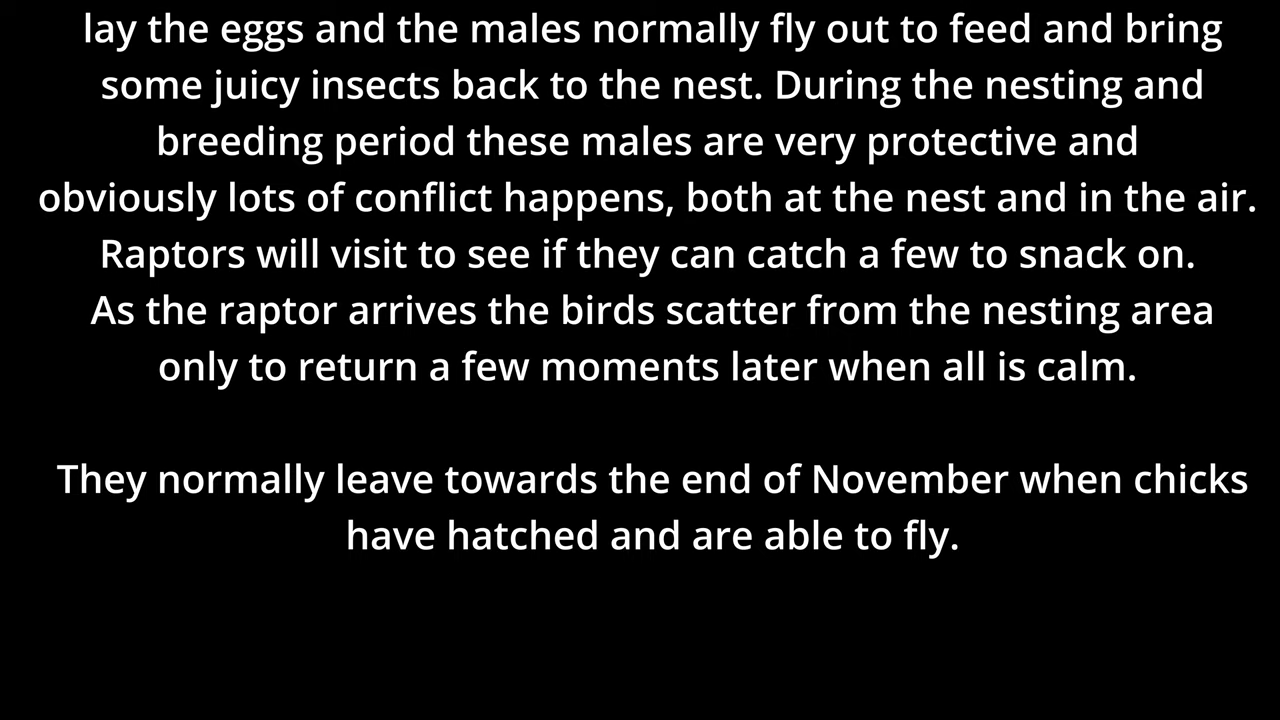 lay the eggs and the males normally fly out to feed and bring
some juicy insects back to the nest. During the nesting and
breeding period these males are very protective and
obviously lots of conflict happens, both at the nest and in the air.
Raptors will visit to see if they can catch a few to snack on.
As the raptor arrives the birds scatter from the nesting area
only to return a few moments later when all is calm.
They normally leave towards the end of November when chicks
have hatched and are able to fly.